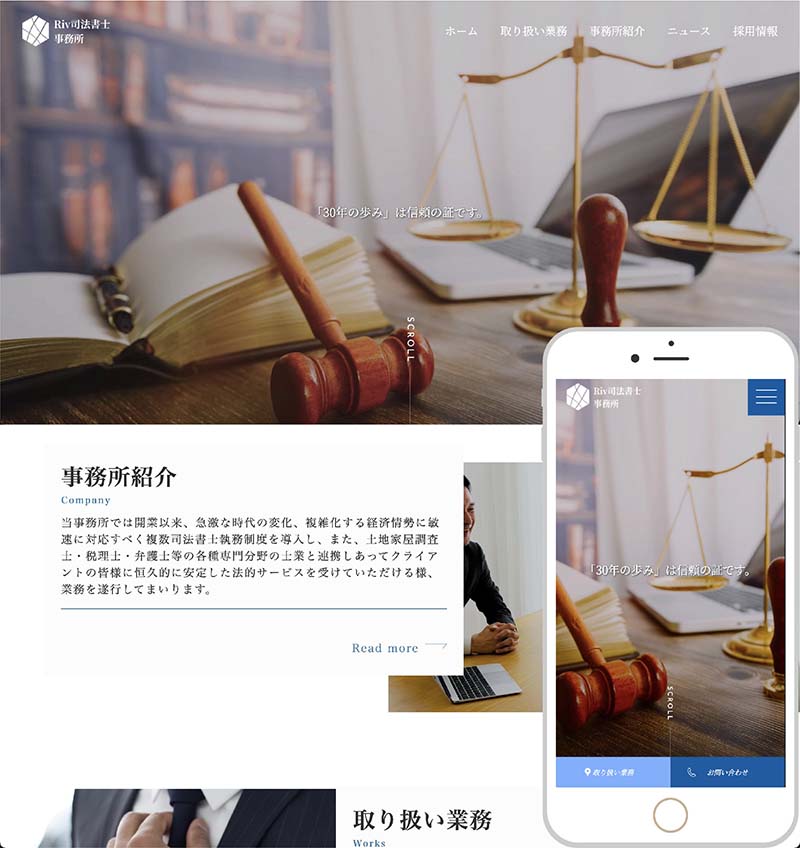 Riv司法書士
事務所
ホーム 取り扱い業務 事務所紹介 ニュース 採用情報
「30年の歩み」は信頼の証です。
SCROLL
事務所紹介
Company
当事務所では開業以来、急激な時代の変化、複雑化する経済情勢に敏
速に対応すべく複数司法書士執務制度を導入し、また、土地家屋調査
士・税理士・弁護士等の各種専門分野の士業と連携しあってクライア
ントの皆様に恒久的に安定した法的サービスを受けていただける様、
業務を遂行してまいります。
Read more
取り扱い業務
Works
Riv司法書士
事務所
「30年の歩み」は信頼の証です。
SCROLL
取り扱い業務
お問い合わせ